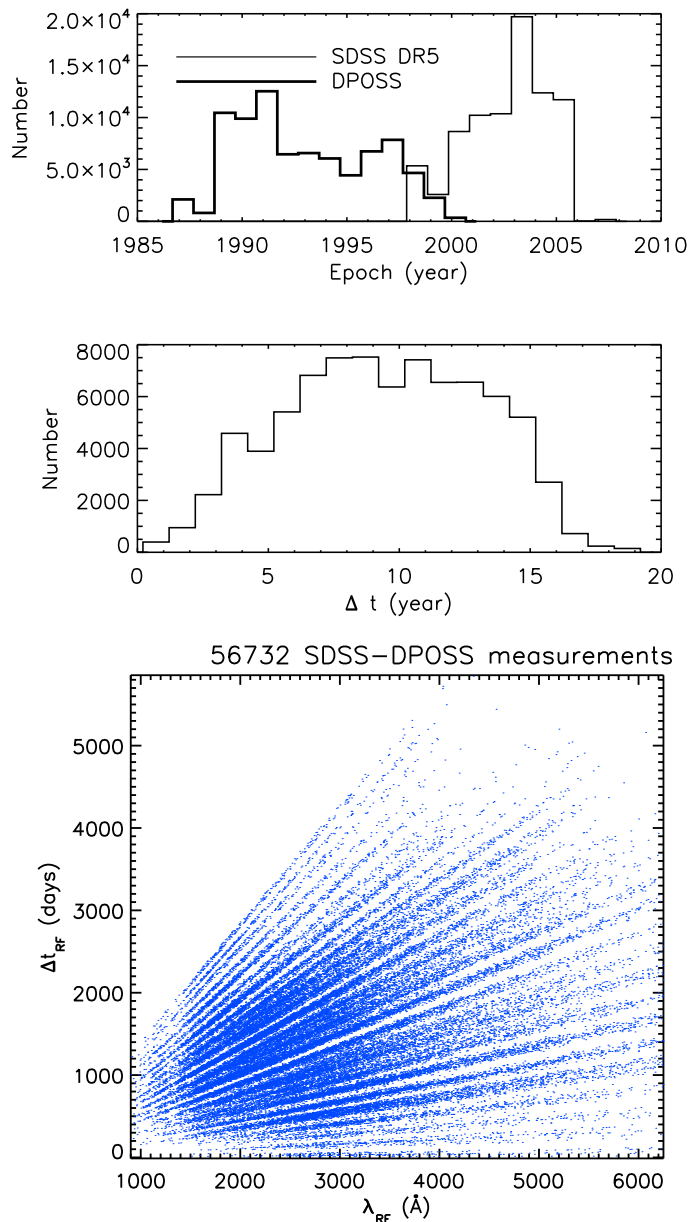 2.0×10⁴
1.5×10⁴
1.0×10⁴
5.0×10³
0
Number
SDSS DR5
DPOSS
1985 1990 1995 2000 2005 2010
Epoch (year)
8000
6000
4000
2000
0
Number
0 5 10 15 20
Δ t (year)
56732 SDSS−DPOSS measurements
5000
4000
3000
2000
1000
0
Δt_RF (days)
1000 2000 3000 4000 5000 6000
λ_RF (Å)